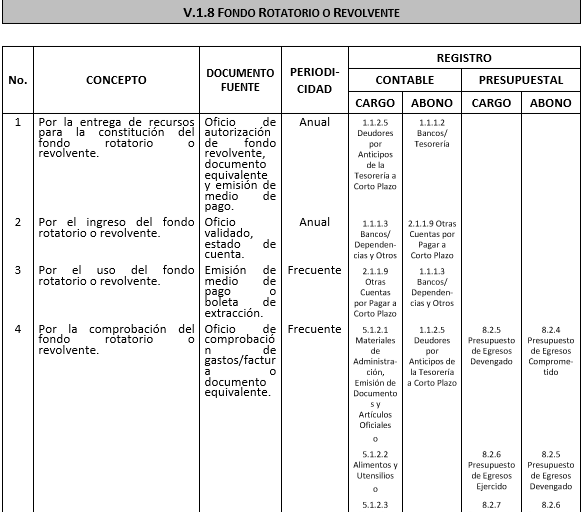 V.1.8 FONDO ROTATORIO O REVOLVENTE
No. CONCEPTO DOCUMENTO FUENTE PERIODI-CIDAD REGISTRO
CONTABLE PRESUPUESTAL
CARGO ABONO CARGO ABONO
1
Por la entrega de recursos
para la constitución del
fondo rotatorio o
revolvente.
Oficio de
autorización
de fondo
revolvente,
documento
equivalente
y emisión de
medio de
pago.
Anual
1.1.2.5
Deudores
por
Anticipos
de la
Tesorería a
Corto Plazo
1.1.1.2
Bancos/
Tesorería
2
Por el ingreso del fondo
rotatorio o revolvente.
Oficio
validado,
estado de
cuenta.
Anual
1.1.1.3
Bancos/
Dependen-
cias y Otros
2.1.1.9 Otras
Cuentas por
Pagar a
Corto Plazo
3
Por el uso del fondo
rotatorio o revolvente.
Emisión de
medio de
pago o
boleta de
extracción.
Frecuente
2.1.1.9
Otras
Cuentas
por Pagar a
Corto Plazo
1.1.1.3
Bancos/
Dependen-
cias y Otros
4
Por la comprobación del
fondo rotatorio o
revolvente.
Oficio de
comprobació
n de
gastos/factur
a o
documento
equivalente.
Frecuente
5.1.2.1
Materiales
de
Administra-
ción,
Emisión de
Documento
s y
Artículos
Oficiales
o
1.1.2.5
Deudores
por
Anticipos de
la Tesorería
a Corto Plazo
8.2.5
Presupuesto
de Egresos
Devengado
8.2.4
Presupuesto
de Egresos
Comprome-
tido
5.1.2.2
Alimentos y
Utensilios
o
8.2.6
Presupuesto
de Egresos
Ejercido
8.2.5
Presupuesto
de Egresos
Devengado
5.1.2.3
8.2.7
8.2.6